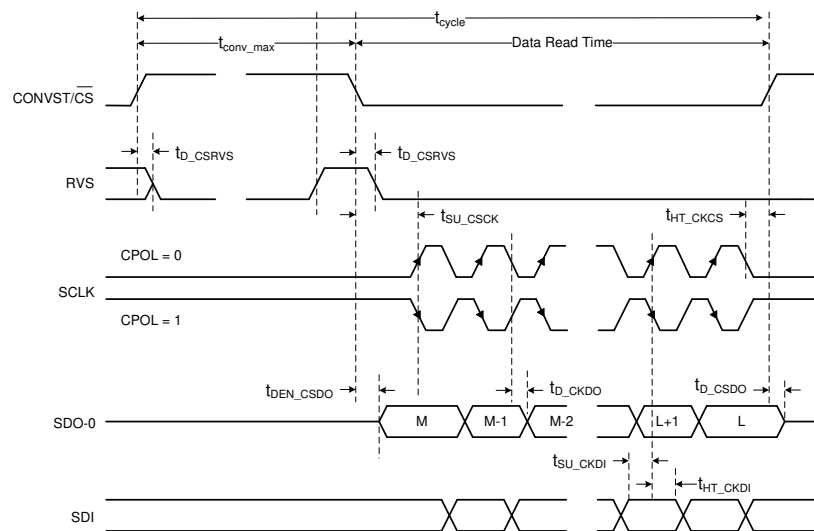 tcycle
tconv_max
Data Read Time
CONVST/CS
tD_CSRVS
tD_CSRVS
RVS
tSU_CSCK
tHT_CKCS
CPOL = 0
SCLK
CPOL = 1
tDEN_CSDO
tD_CKDO
tD_CSDO
SDO-0
M
M-1
M-2
L+1
L
tSU_CKDI
tHT_CKDI
SDI